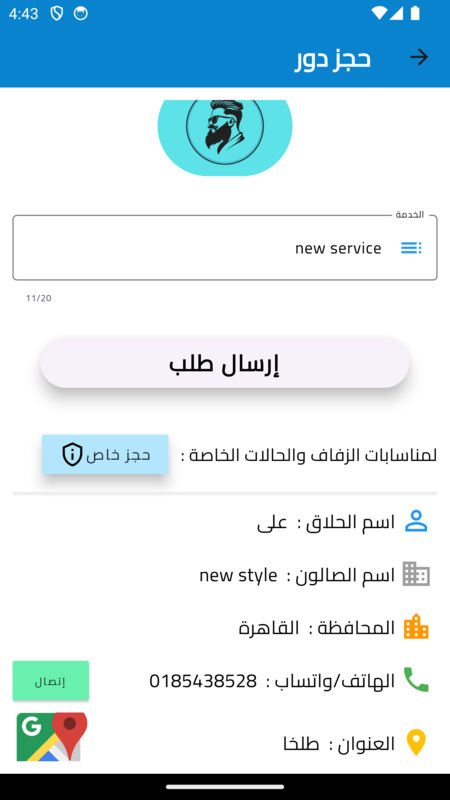 4:43
حجز دور
الخدمة
new service
11/20
إرسال طلب
لمناسبات الزفاف والحالات الخاصة : حجز خاص
اسم الحلاق : على
اسم الصالون : new style
المحافظة : القاهرة
الهاتف/واتساب : 0185438528 إتصال
العنوان : طلخا
G